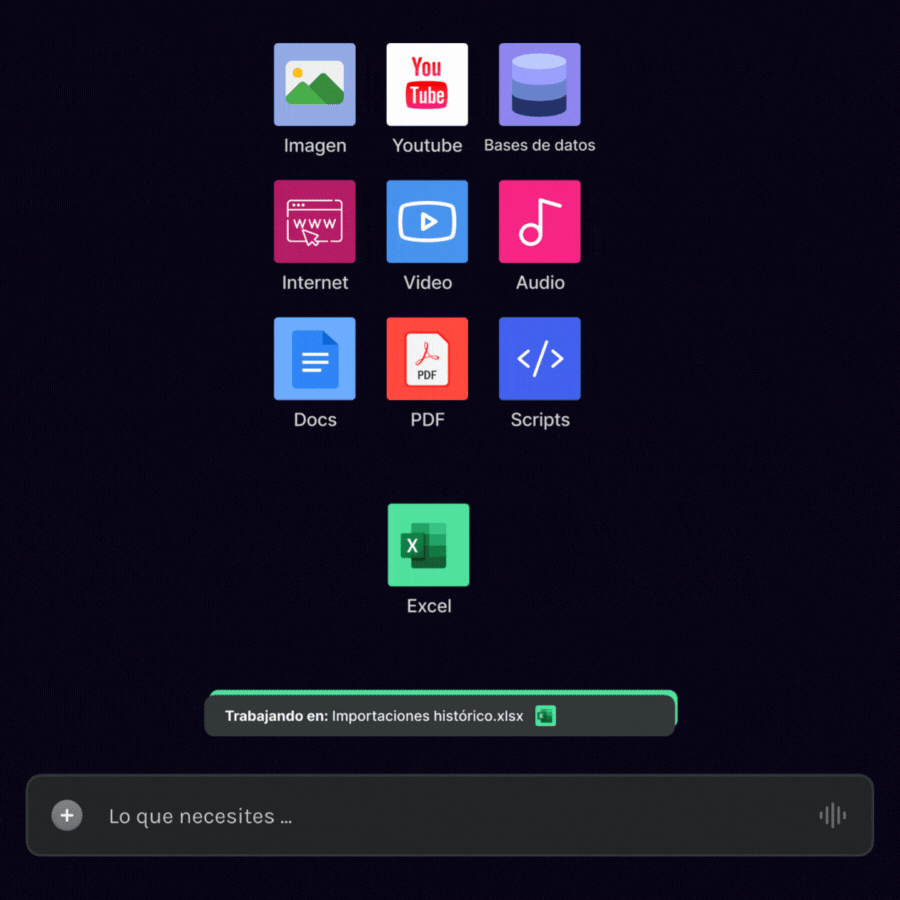 You
Tube
Imagen
Youtube
Bases de datos
www
Internet
Video
Audio
Docs
PDF
PDF
</>
Scripts
X
Excel
Trabajando en: Importaciones histórico.xlsx
+
Lo que necesites ...